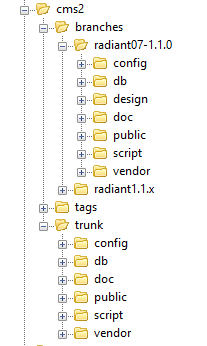 cms2
branches
radiant07-1.1.0
config
db
design
doc
public
script
vendor
radiant1.1.x
tags
trunk
config
db
doc
public
script
vendor